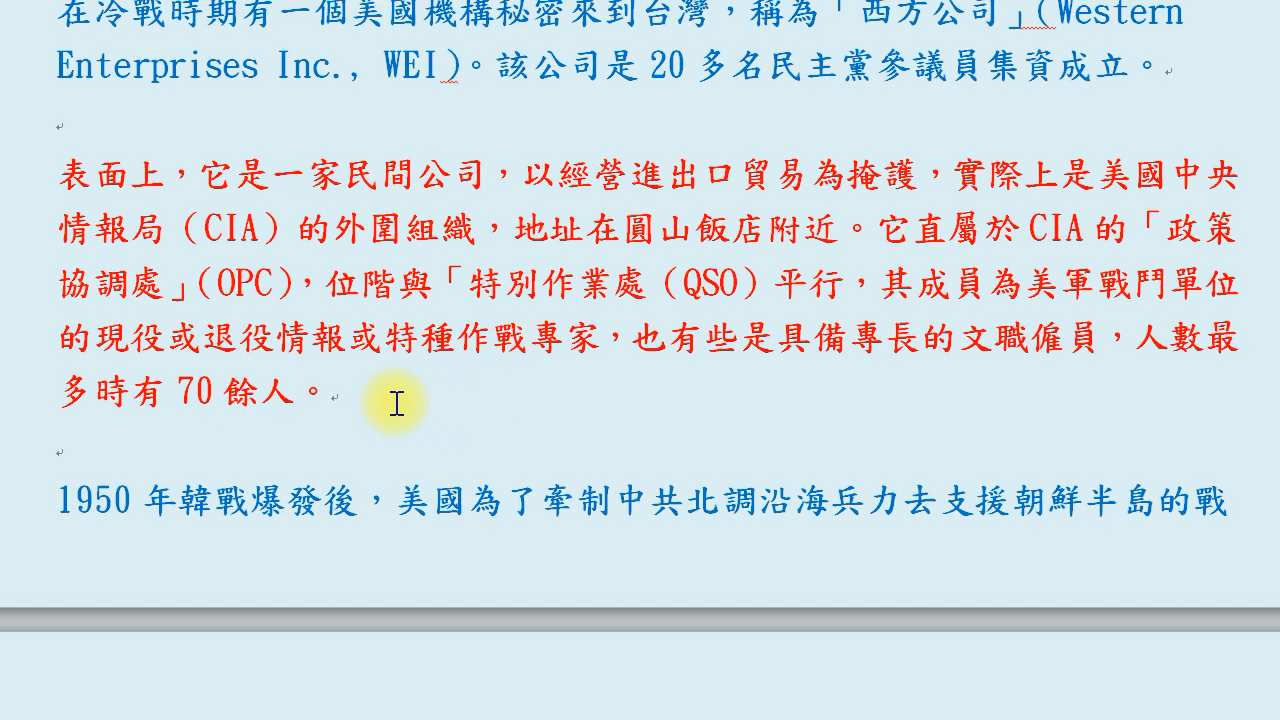 在冷戰時期有一個美國機構秘密來到台灣，稱為「西方公司」(Western
Enterprises Inc., WEI)。該公司是 20 多名民主黨參議員集資成立。
表面上，它是一家民間公司，以經營進出口貿易為掩護，實際上是美國中央
情報局（CIA）的外圍組織，地址在圓山飯店附近。它直屬於 CIA 的「政策
協調處」(OPC)，位階與「特別作業處（QSO）平行，其成員為美軍戰鬥單位
的現役或退役情報或特種作戰專家，也有些是具備專長的文職僱員，人數最
多時有 70 餘人。
1950 年韓戰爆發後，美國為了牽制中共北調沿海兵力去支援朝鮮半島的戰